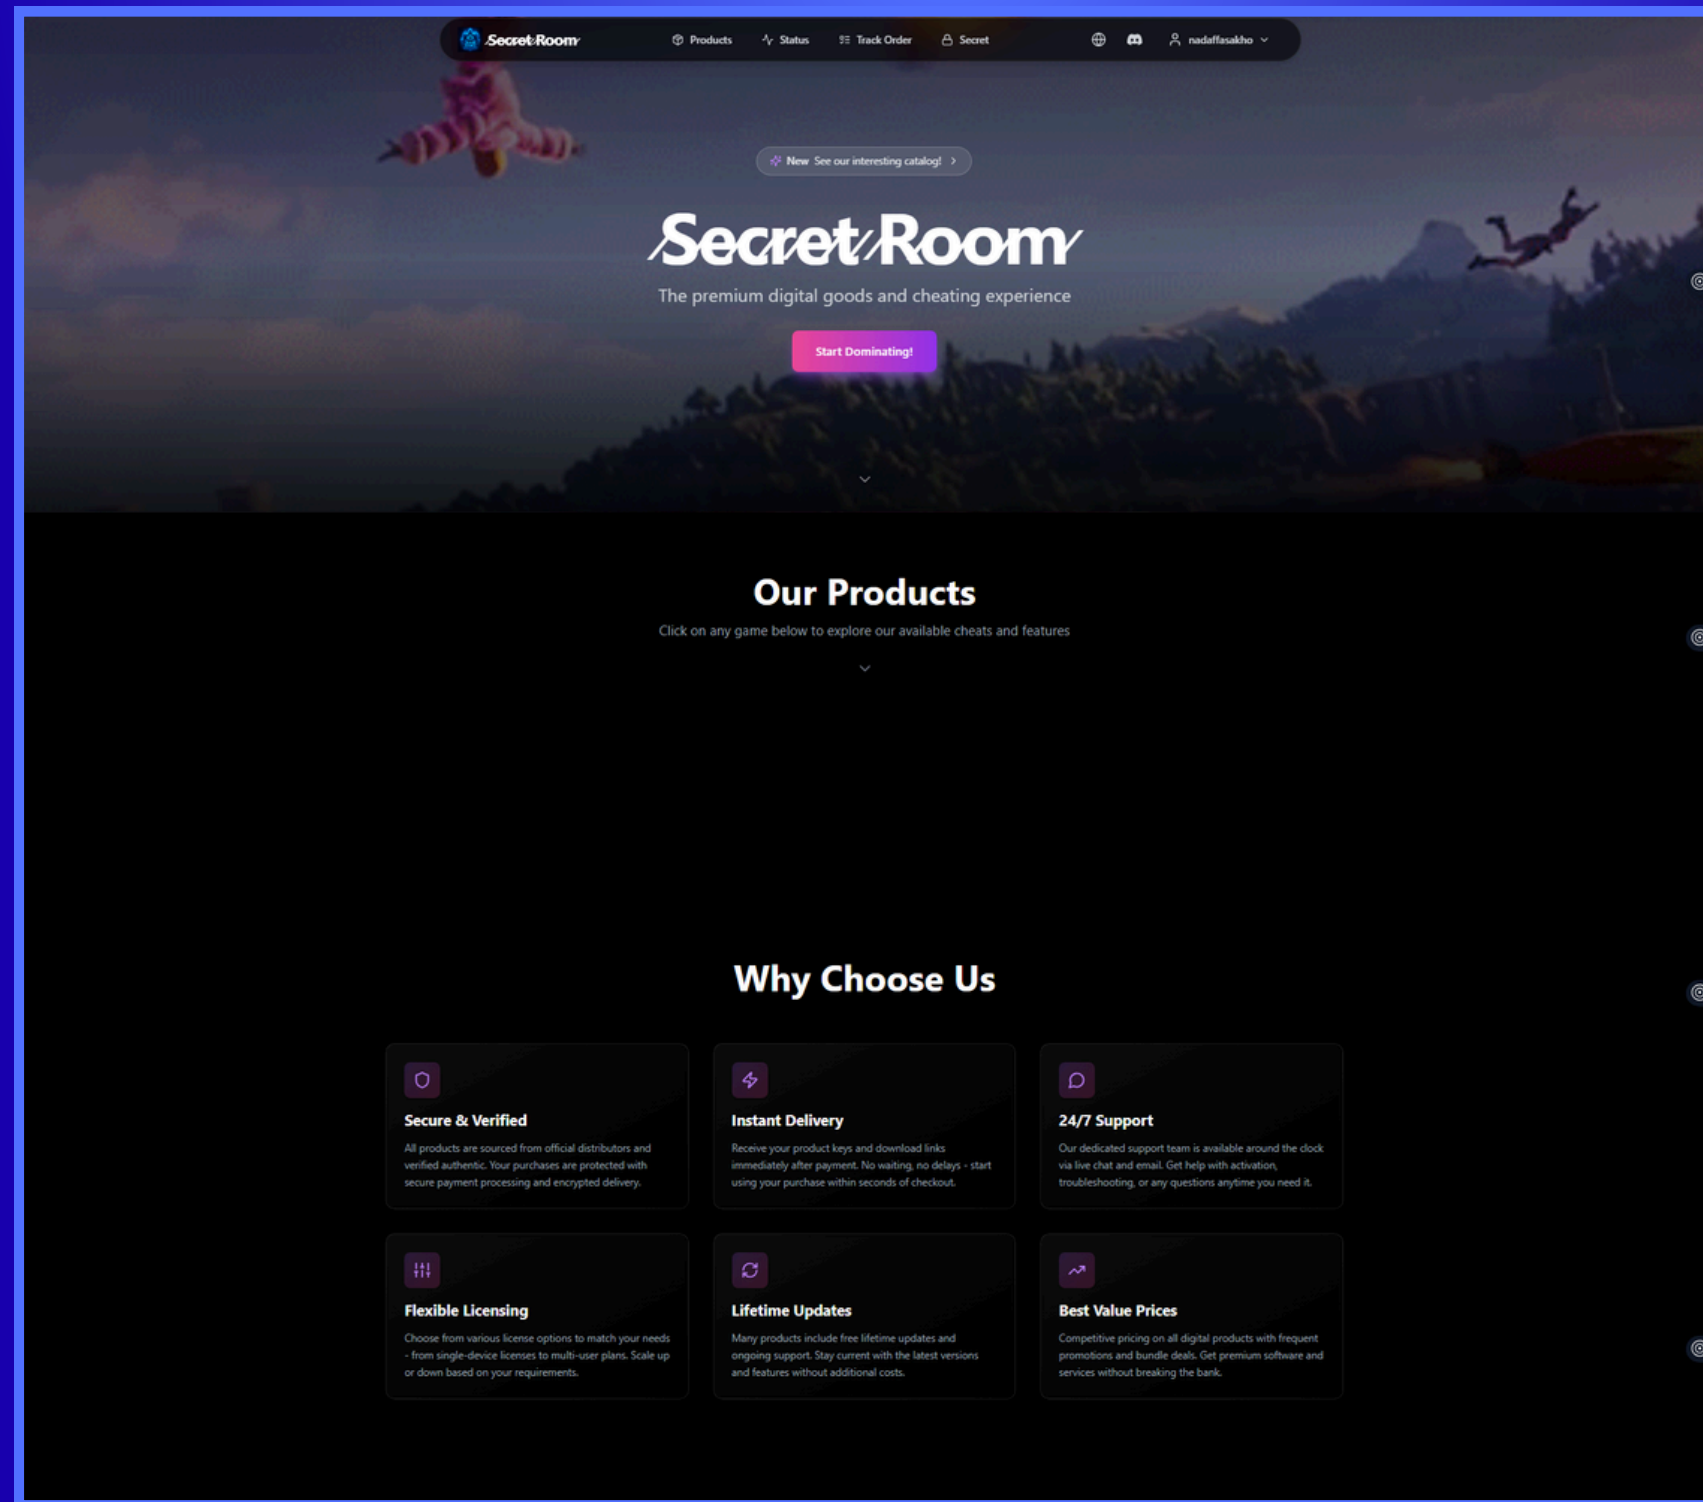 Secret Room
Products
Status
Track Order
Secret
nadaffasakho
New See our interesting catalog!
Secret Room
The premium digital goods and cheating experience
Start Dominating!
Our Products
Click on any game below to explore our available cheats and features
Why Choose Us
Secure & Verified
All products are sourced from official distributors and
verified authentic. Your purchases are protected with
secure payment processing and encrypted delivery.
Instant Delivery
Receive your product keys and download links
immediately after payment. No waiting, no delays - start
using your purchase within seconds of checkout.
24/7 Support
Our dedicated support team is available around the clock
via live chat and email. Get help with activation,
troubleshooting, or any questions anytime you need it.
Flexible Licensing
Choose from various license options to match your needs
- from single-device licenses to multi-user plans. Scale up
or down based on your requirements.
Lifetime Updates
Many products include free lifetime updates and
ongoing support. Stay current with the latest versions
and features without additional costs.
Best Value Prices
Competitive pricing on all digital products with frequent
promotions and bundle deals. Get premium software and
services without breaking the bank.